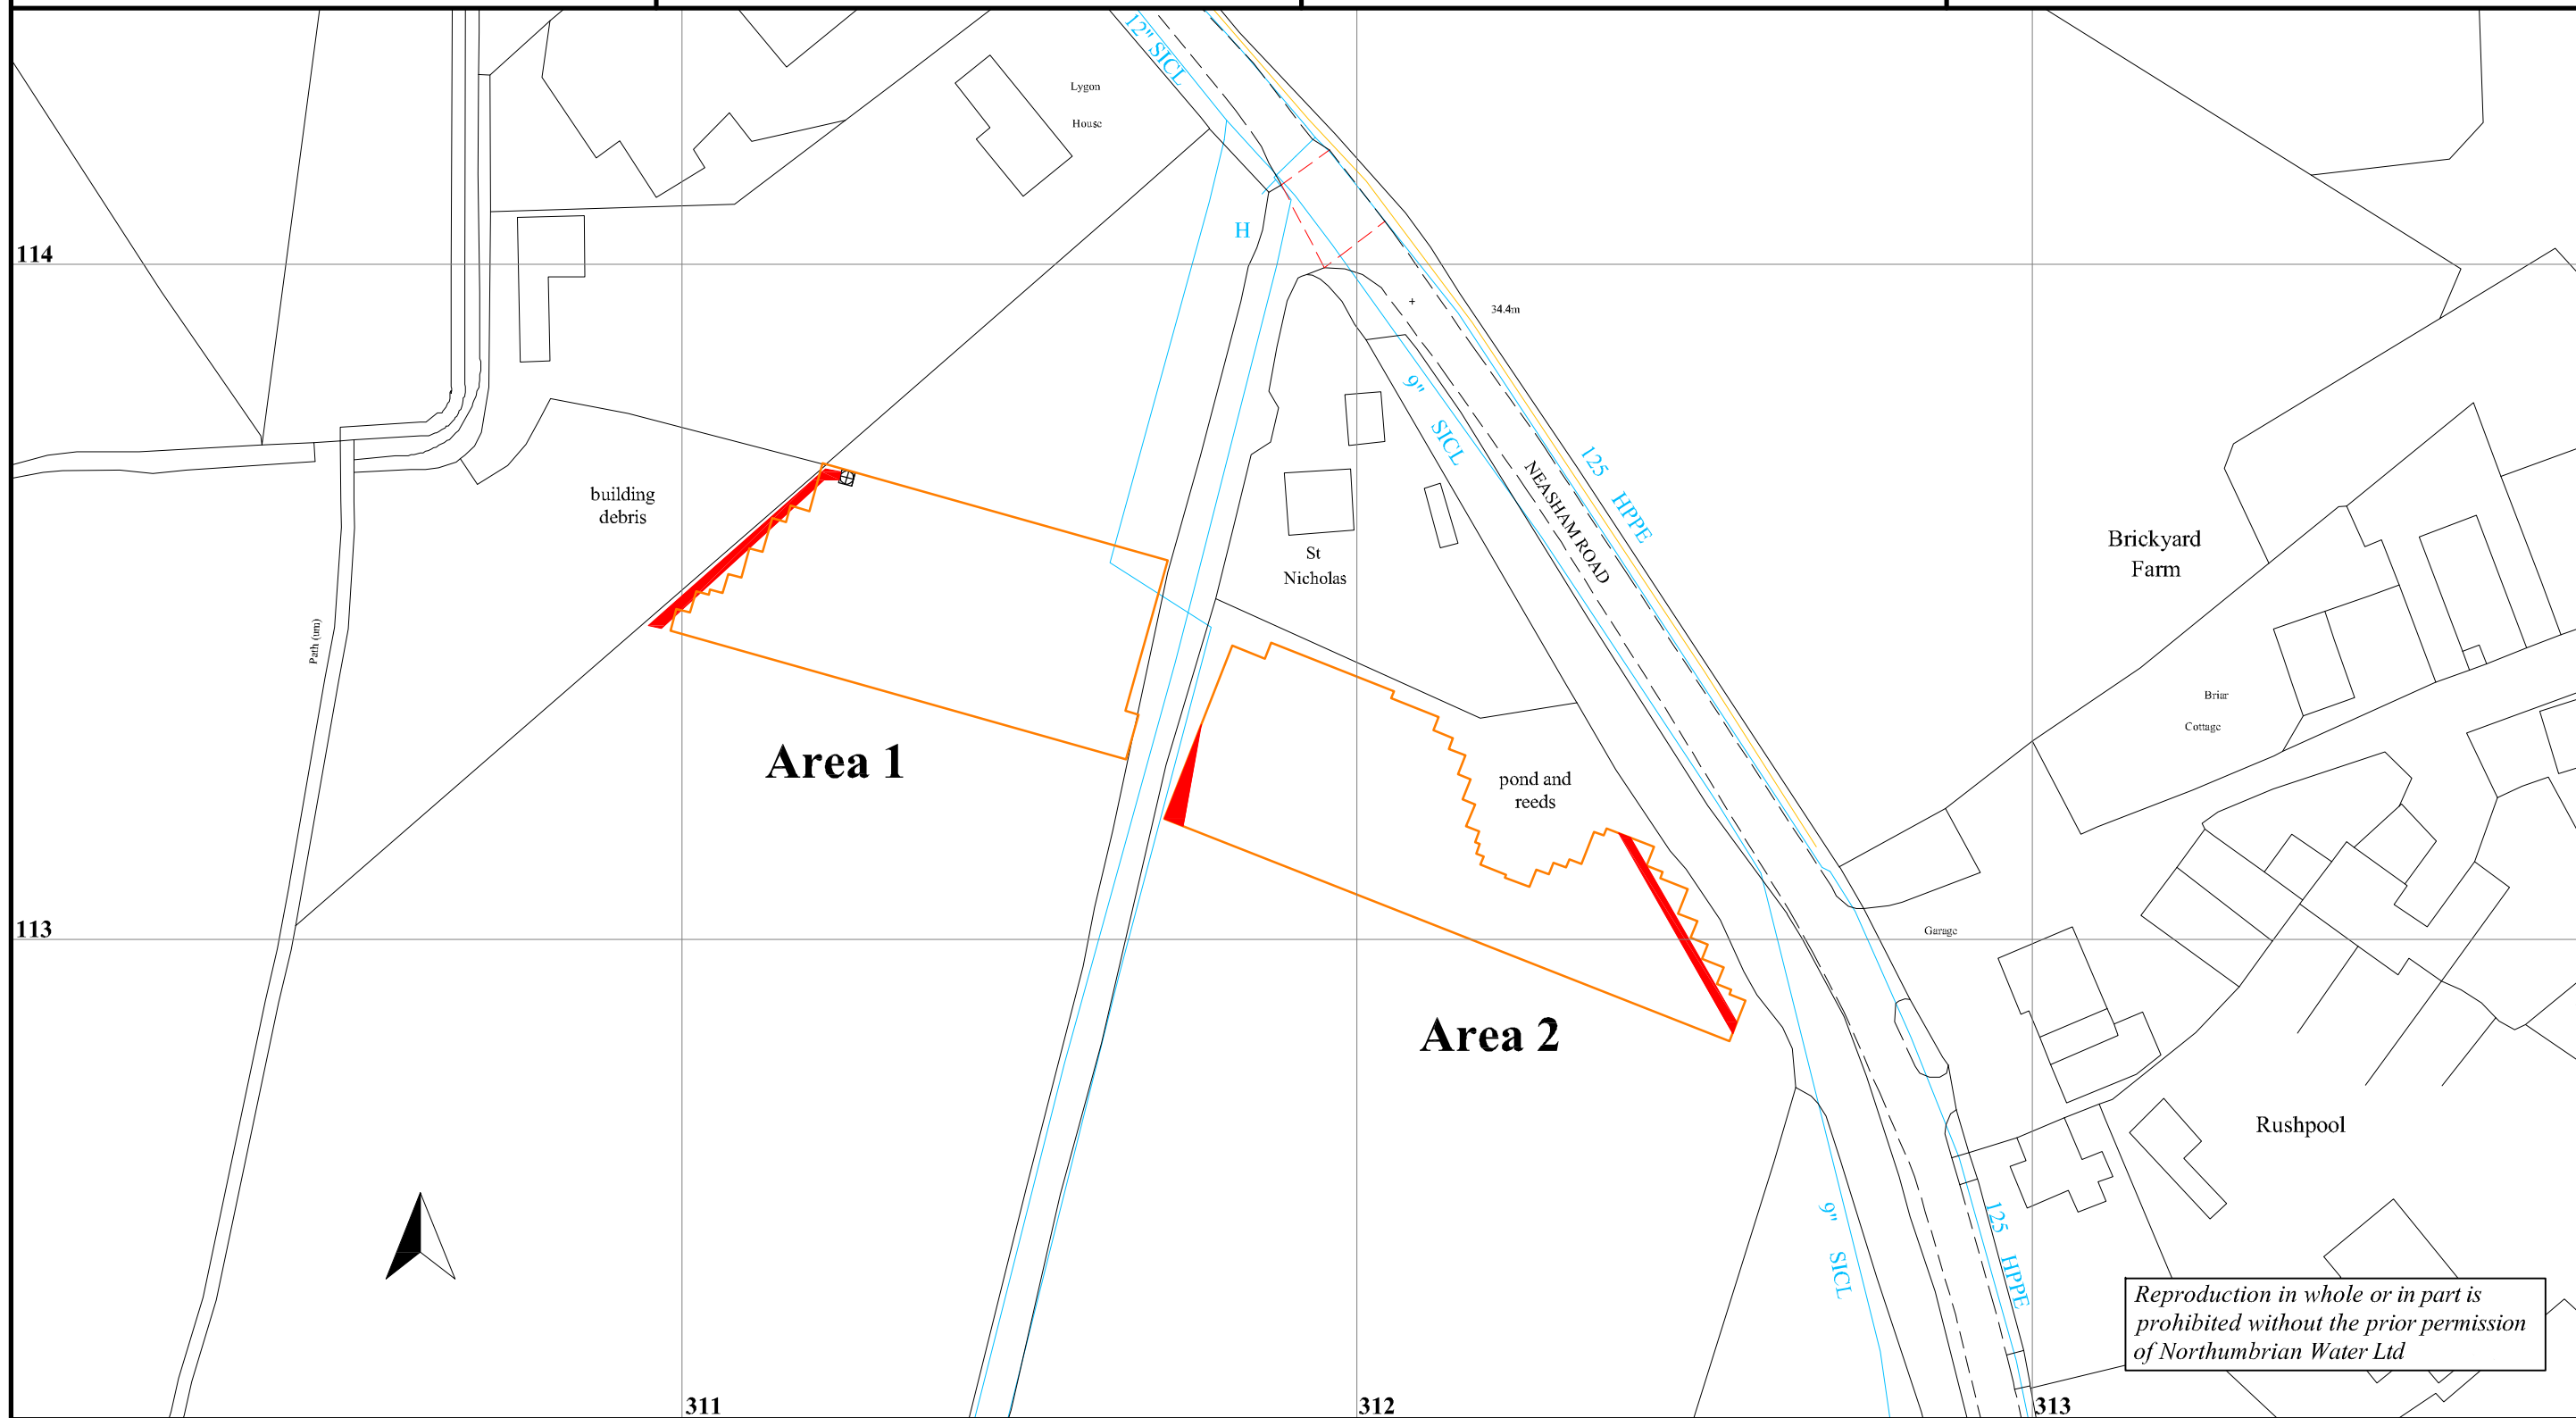 12" SICL
Lygon
House
H
114
34.4m
9" SICL
125 HPPE
NEASHAM ROAD
building
debris
St
Nicholas
Brickyard
Farm
Path (um)
Briar
Cottage
Area 1
pond and
reeds
113
Garage
Area 2
Rushpool
9" SICL
125 HPPE
Reproduction in whole or in part is
prohibited without the prior permission
of Northumbrian Water Ltd
311
312
313